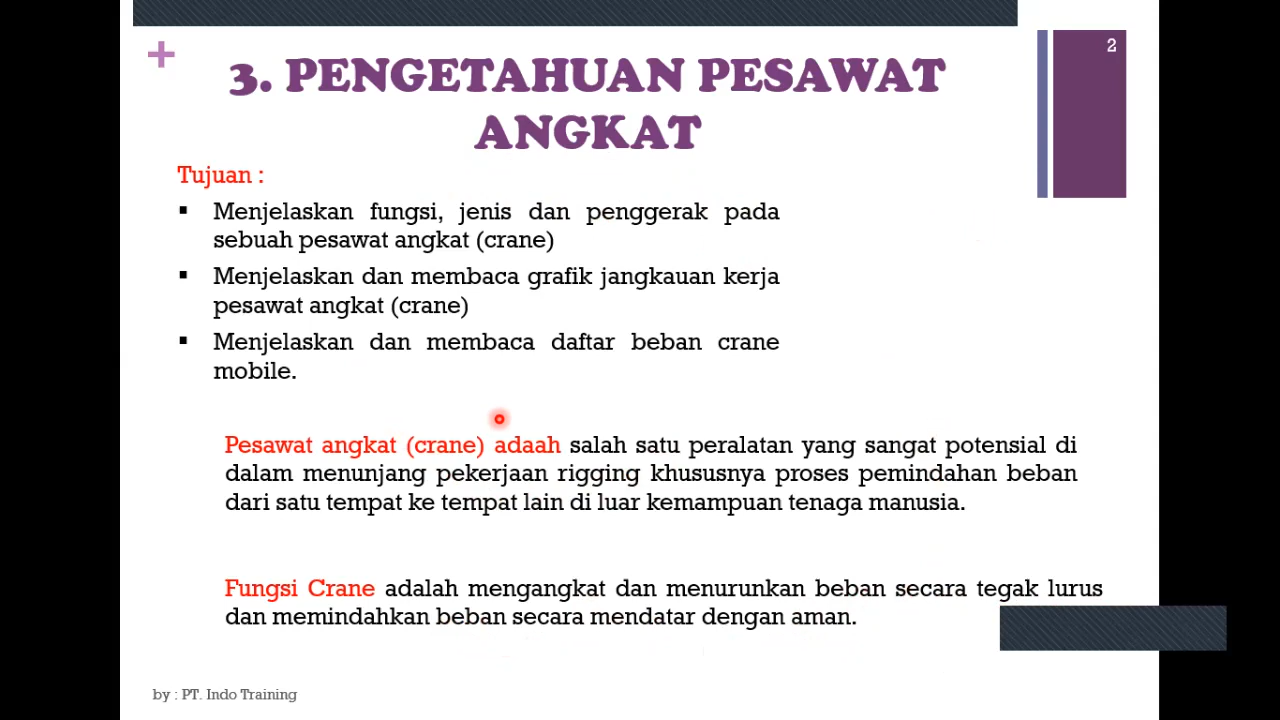 2
3. PENGETAHUAN PESAWAT
ANGKAT
Tujuan :
▪ Menjelaskan fungsi, jenis dan penggerak pada
sebuah pesawat angkat (crane)
▪ Menjelaskan dan membaca grafik jangkauan kerja
pesawat angkat (crane)
▪ Menjelaskan dan membaca daftar beban crane
mobile.
Pesawat angkat (crane) adaah salah satu peralatan yang sangat potensial di
dalam menunjang pekerjaan rigging khususnya proses pemindahan beban
dari satu tempat ke tempat lain di luar kemampuan tenaga manusia.
Fungsi Crane adalah mengangkat dan menurunkan beban secara tegak lurus
dan memindahkan beban secara mendatar dengan aman.
by : PT. Indo Training